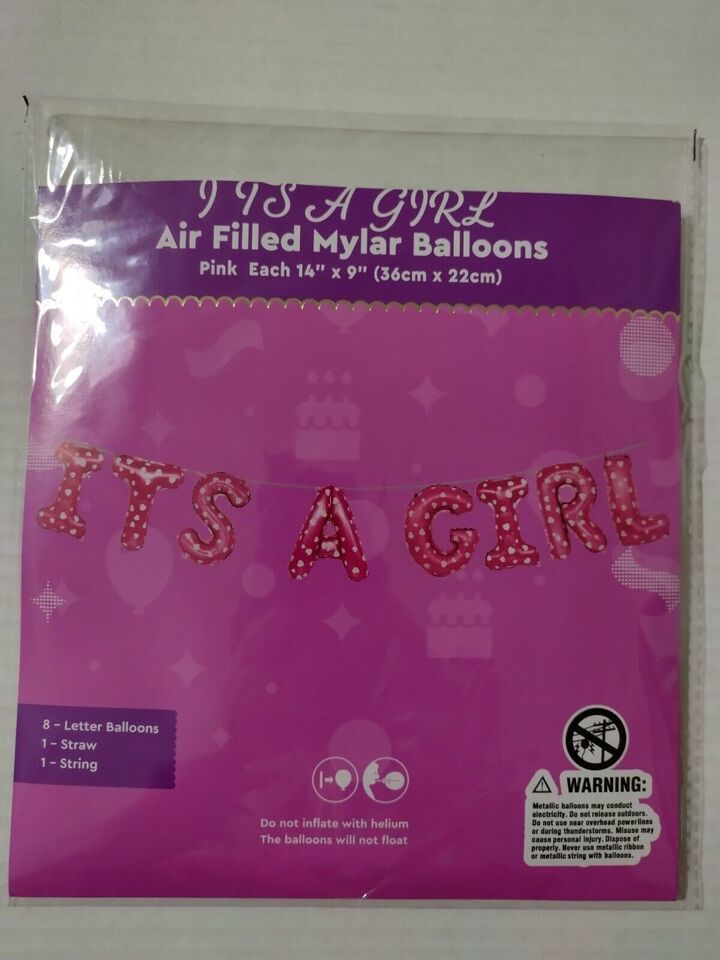 I ITS A GIRL
Air Filled Mylar Balloons
Pink Each 14" x 9" (36cm x 22cm)
ITS A GIRL
8 - Letter Balloons
1 - Straw
1 - String
Do not inflate with helium
The balloons will not float
WARNING:
Metallic balloons may conduct
electricity. Do not release outdoors.
Do not use near overhead powerlines
or during thunderstorms. Misuse may
cause personal injury. Dispose of
properly. Never use metallic ribbon
or metallic string with balloons.